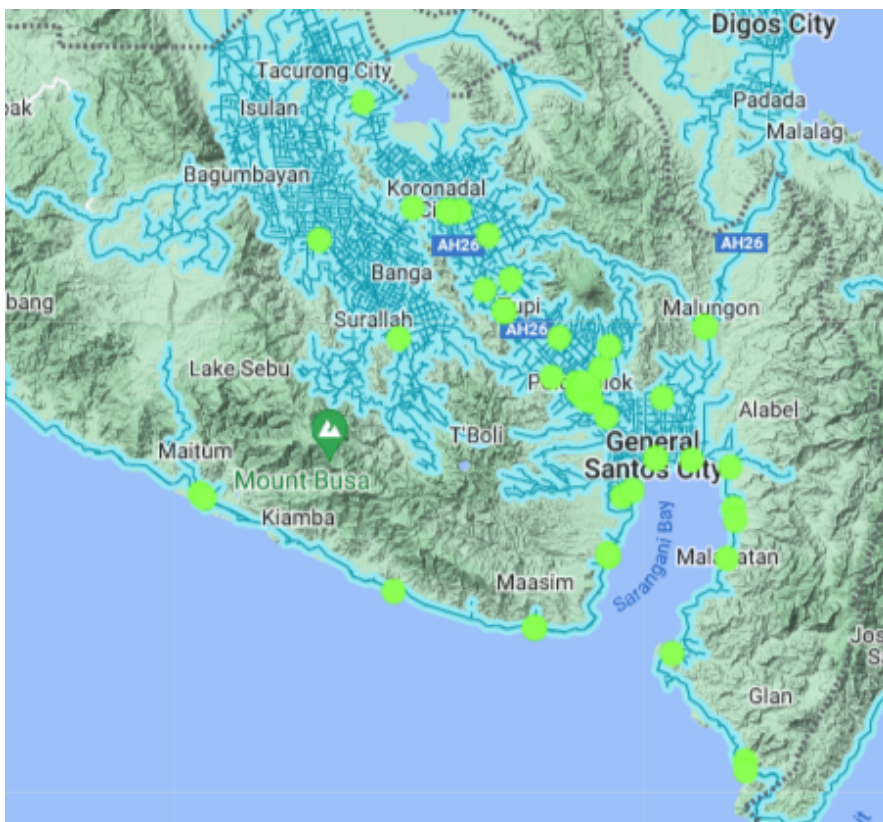 Digos City
Tacurong City
Isulan
Padada
Malalag
Bagumbayan
Koronadal
AH26
AH26
Banga
Surallah
AH26
Malungon
Lake Sebu
Alabel
T'Boli
General
Santos City
Maitum
Mount Busa
Kiamba
Sarangani Bay
Maasim
Glan